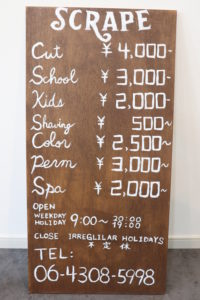 SCRAPE
Cut ¥ 4,000~
School ¥ 3,000~
Kids ¥ 2,000~
Shaving ¥ 500~
Color ¥ 2,500~
Perm ¥ 3,000~
Spa ¥ 2,000~
OPEN
WEEKDAY 9:00~ 20:00
HOLIDAY 19:00
CLOSE IRREGLILAR HOLIDAYS
不定休
TEL:
06-4308-5998